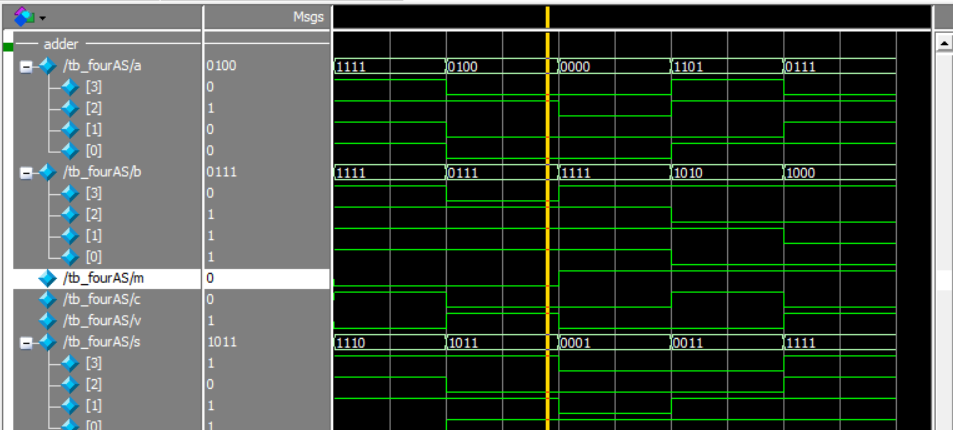 Msgs
adder
/tb_fourAS/a 0100 1111 0100 0000 1101 0111
[3] 0
[2] 1
[1] 0
[0] 0
/tb_fourAS/b 0111 1111 0111 1111 1010 1000
[3] 0
[2] 1
[1] 1
[0] 1
/tb_fourAS/m 0
/tb_fourAS/c 0
/tb_fourAS/v 1
/tb_fourAS/s 1011 1110 1011 0001 0011 1111
[3] 1
[2] 0
[1] 1
[0] 1